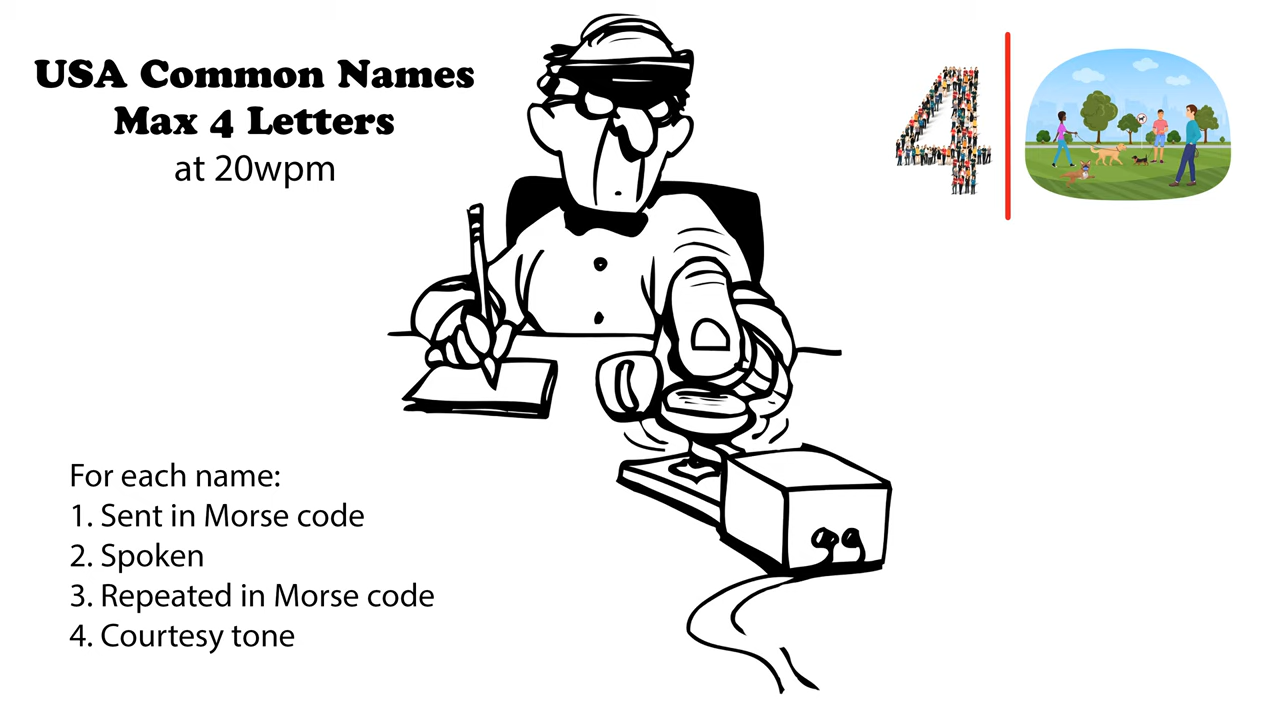 USA Common Names
Max 4 Letters
at 20wpm
4
For each name:
1. Sent in Morse code
2. Spoken
3. Repeated in Morse code
4. Courtesy tone